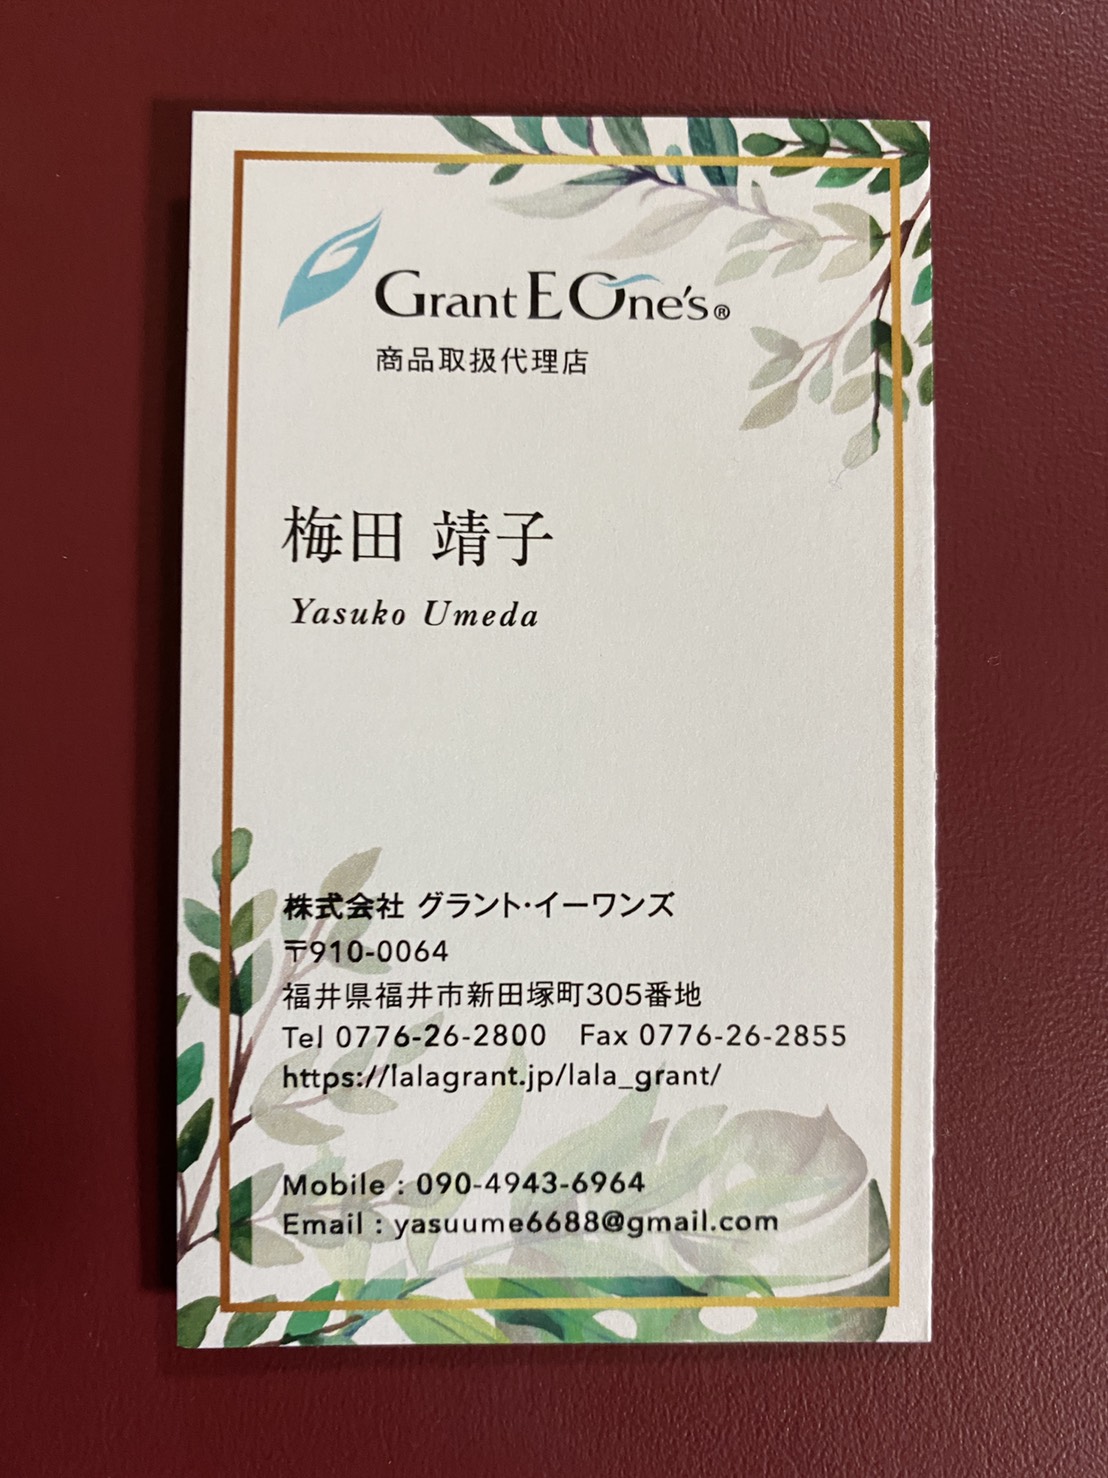 Grant E One's®
商品取扱代理店
梅田 靖子
Yasuko Umeda
株式会社 グラント・イーワンズ
〒910-0064
福井県福井市新田塚町305番地
Tel 0776-26-2800 Fax 0776-26-2855
https://lalagrant.jp/lala_grant/
Mobile : 090-4943-6964
Email : yasuume6688@gmail.com